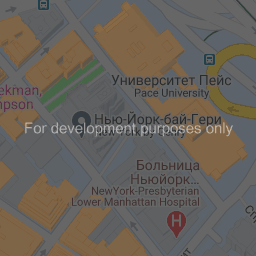 ekman,
mpson
Университет Пейс
Pace University
Нью-Йорк-бай-Гери
For development purposes only
Больница
Ньюйорк...
NewYork-Presbyterian
Lower Manhattan Hospital
H